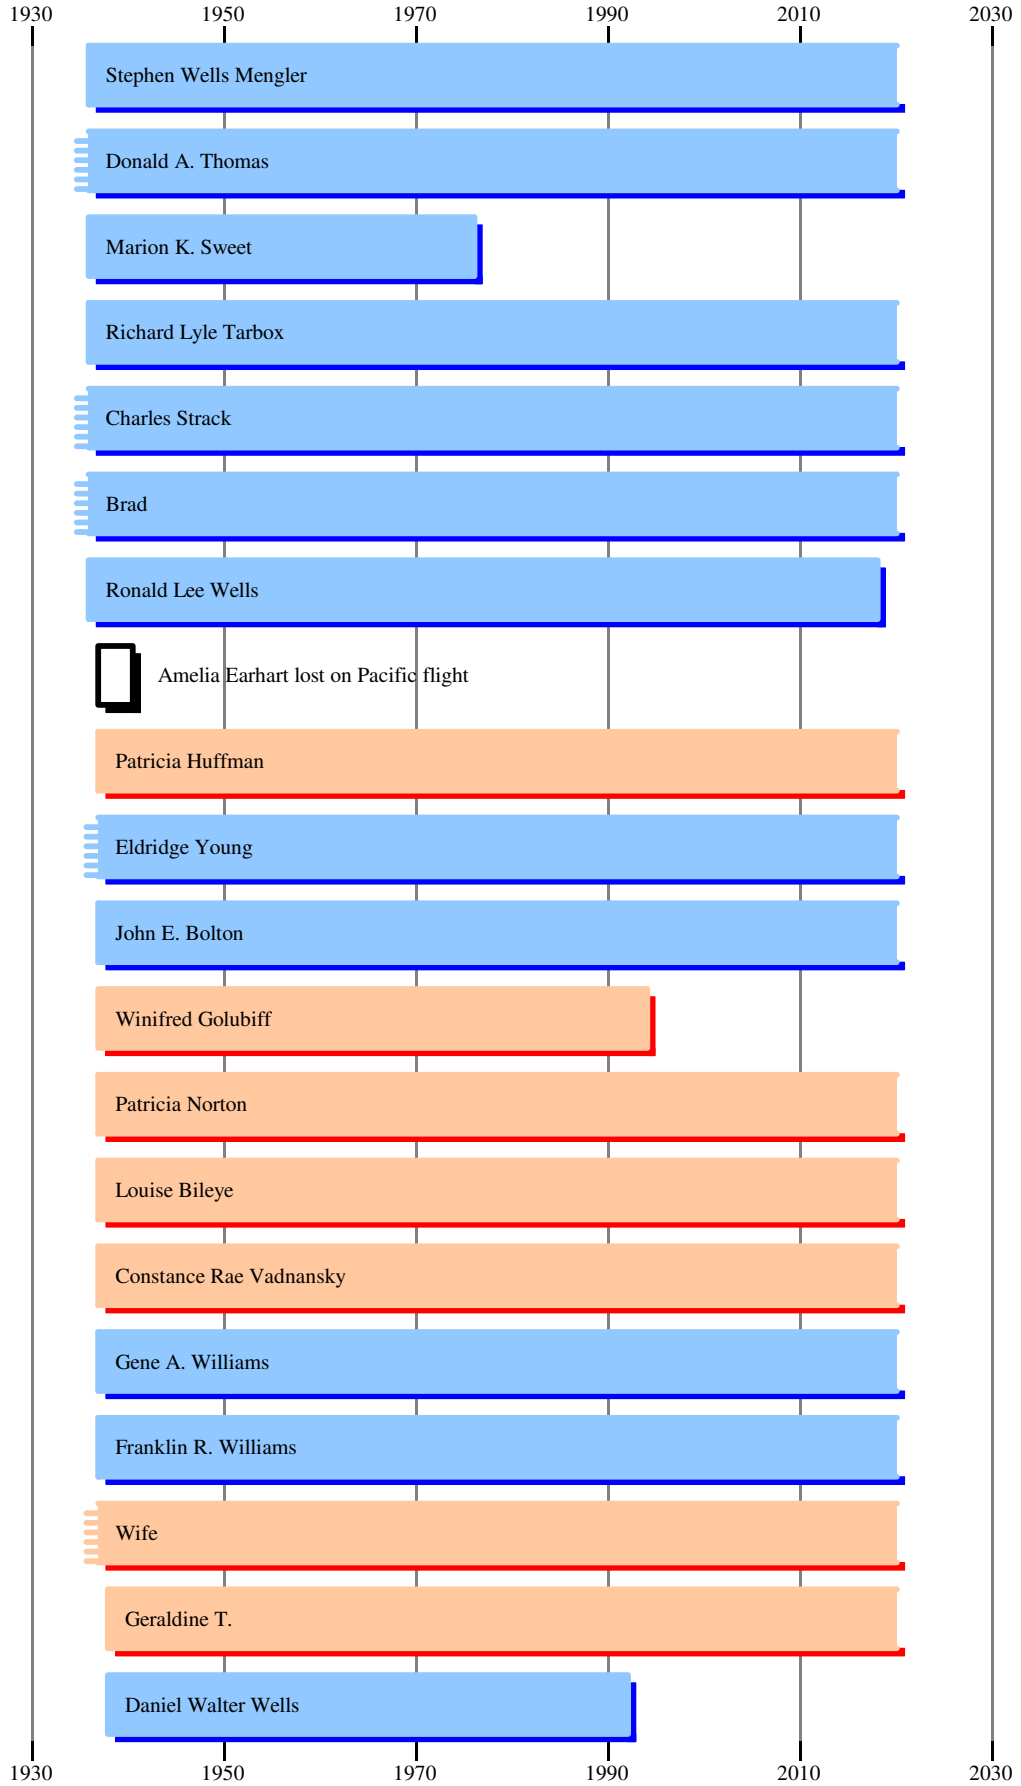 1930 1950 1970 1990 2010 2030
Stephen Wells Mengler
Donald A. Thomas
Marion K. Sweet
Richard Lyle Tarbox
Charles Strack
Brad
Ronald Lee Wells
Amelia Earhart lost on Pacific flight
Patricia Huffman
Eldridge Young
John E. Bolton
Winifred Golubiff
Patricia Norton
Louise Bileye
Constance Rae Vadnansky
Gene A. Williams
Franklin R. Williams
Wife
Geraldine T.
Daniel Walter Wells
1930 1950 1970 1990 2010 2030